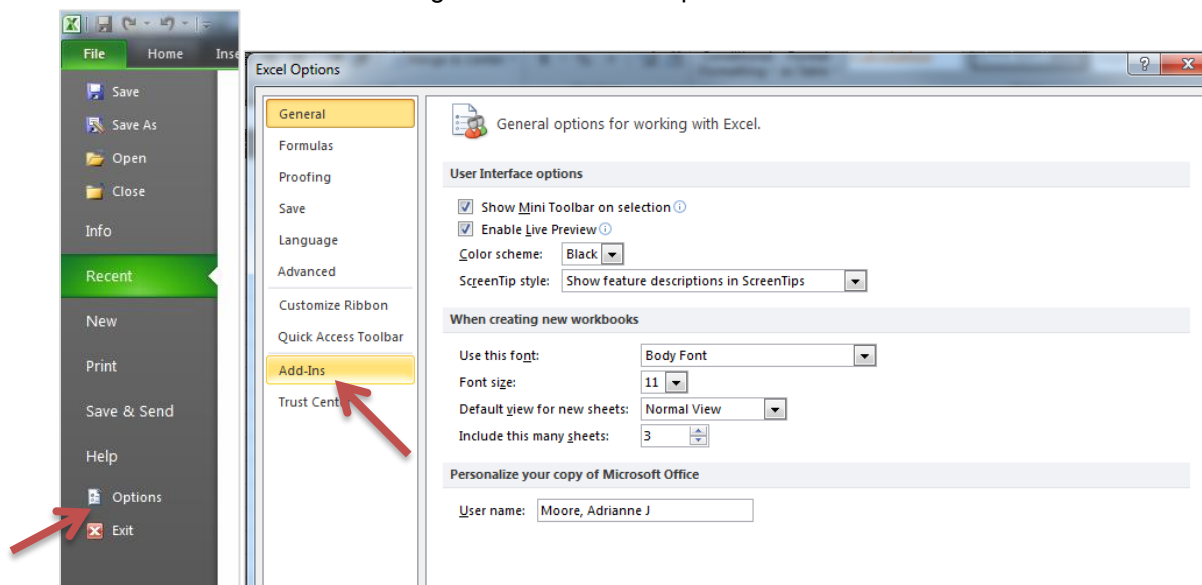 File Home Inse
Save
Save As
Open
Close
Info
Recent
New
Print
Save & Send
Help
Options
Exit
Excel Options
General
Formulas
Proofing
Save
Language
Advanced
Customize Ribbon
Quick Access Toolbar
Add-Ins
Trust Cent
General options for working with Excel.
User Interface options
Show Mini Toolbar on selection
Enable Live Preview
Color scheme: Black
ScreenTip style: Show feature descriptions in ScreenTips
When creating new workbooks
Use this font: Body Font
Font size: 11
Default view for new sheets: Normal View
Include this many sheets: 3
Personalize your copy of Microsoft Office
User name: Moore, Adrianne J